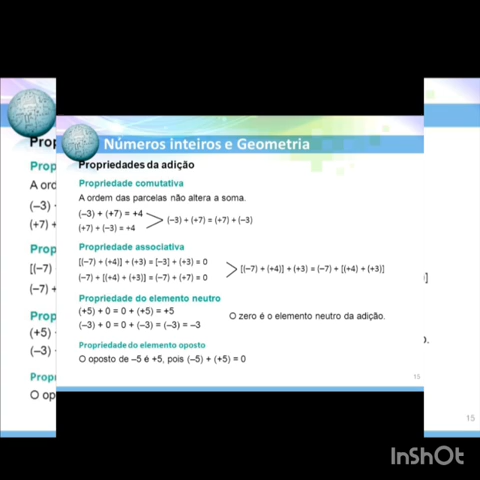 Números inteiros e Geometria
Propriedades da adição
Propriedade comutativa
A ordem das parcelas não altera a soma.
(–3) + (+7) = +4
(+7) + (–3) = +4
(–3) + (+7) = (+7) + (–3)
Propriedade associativa
[(–7) + (+4)] + (+3) = [–3] + (+3) = 0
(–7) + [(+4) + (+3)] = (–7) + (+7) = 0
[(–7) + (+4)] + (+3) = (–7) + [(+4) + (+3)]
Propriedade do elemento neutro
(+5) + 0 = 0 + (+5) = +5
(–3) + 0 = 0 + (–3) = (–3) = –3
O zero é o elemento neutro da adição.
Propriedade do elemento oposto
O oposto de –5 é +5, pois (–5) + (+5) = 0
15
15
InShOt